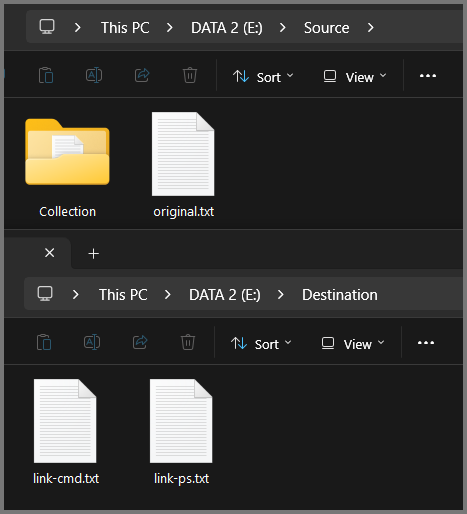 This PC > DATA 2 (E:) > Source >
Sort View ...
Collection original.txt
This PC > DATA 2 (E:) > Destination
Sort View ...
link-cmd.txt link-ps.txt